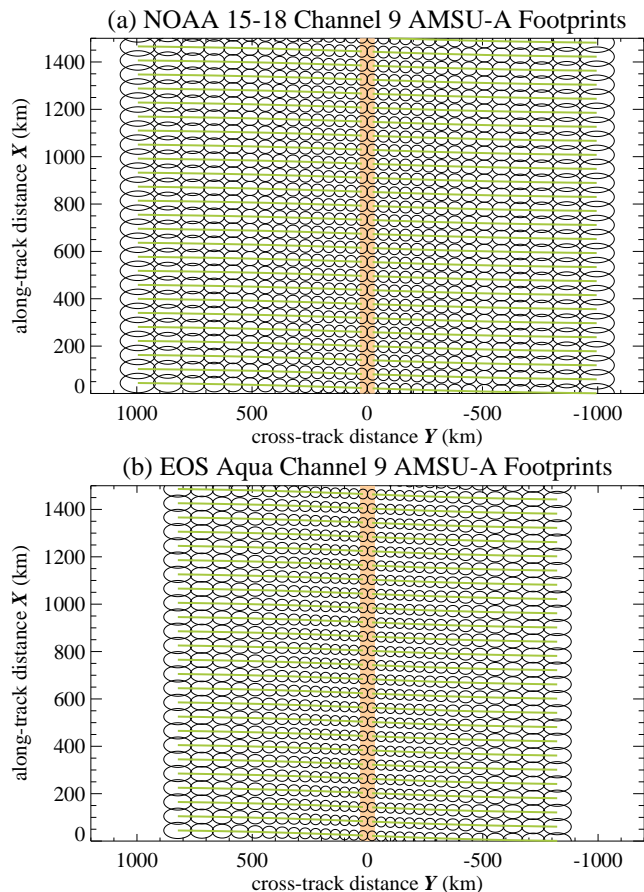 (a) NOAA 15-18 Channel 9 AMSU-A Footprints
1400
1200
1000
800
600
400
200
0
along-track distance X (km)
1000 500 0 -500 -1000
cross-track distance Y (km)
(b) EOS Aqua Channel 9 AMSU-A Footprints
1400
1200
1000
800
600
400
200
0
along-track distance X (km)
1000 500 0 -500 -1000
cross-track distance Y (km)